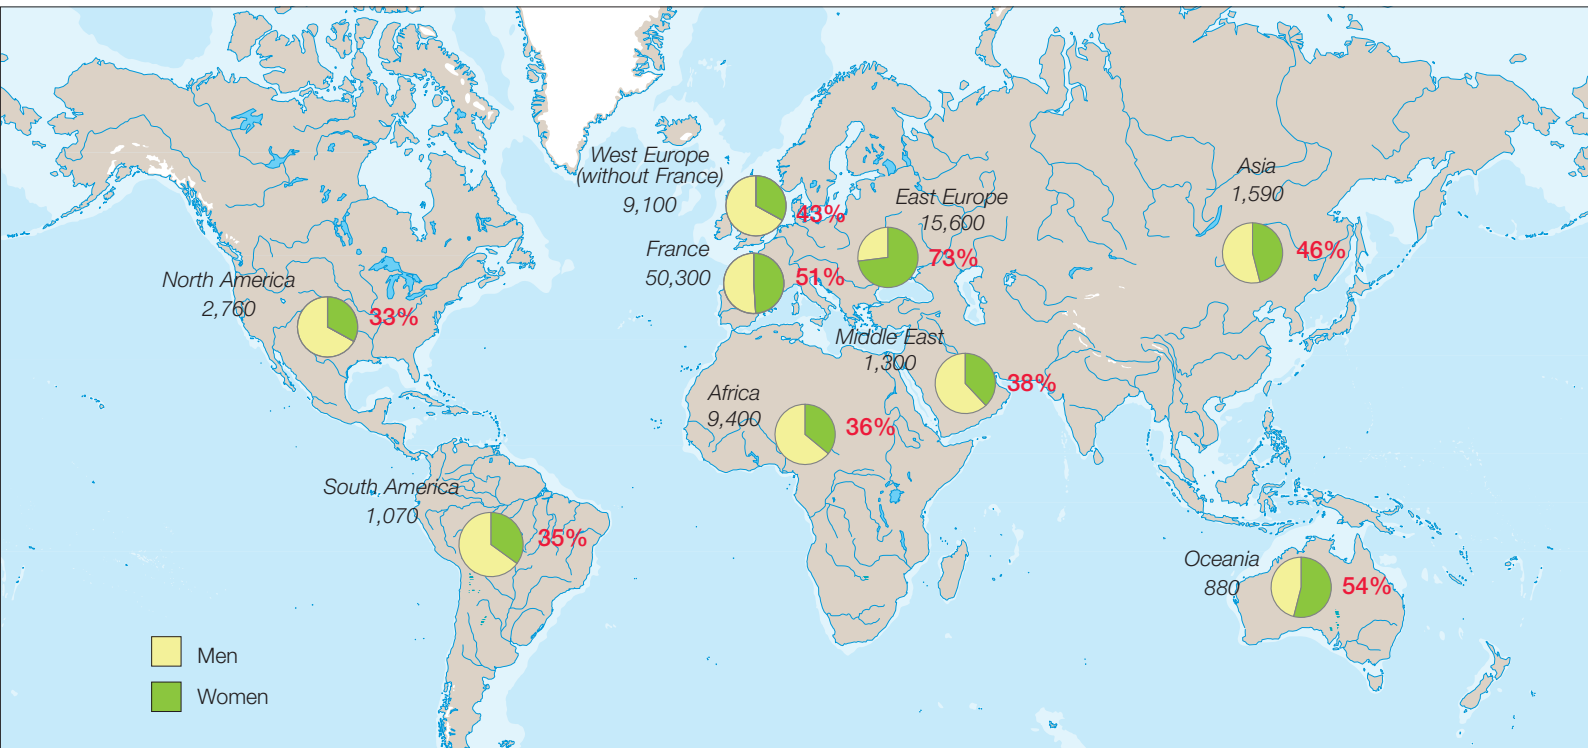 West Europe
(without France)
9,100
43%
Asia
1,590
46%
East Europe
15,600
73%
France
50,300
51%
North America
2,760
33%
Middle East
1,300
38%
Africa
9,400
36%
South America
1,070
35%
Oceania
880
54%
Men
Women